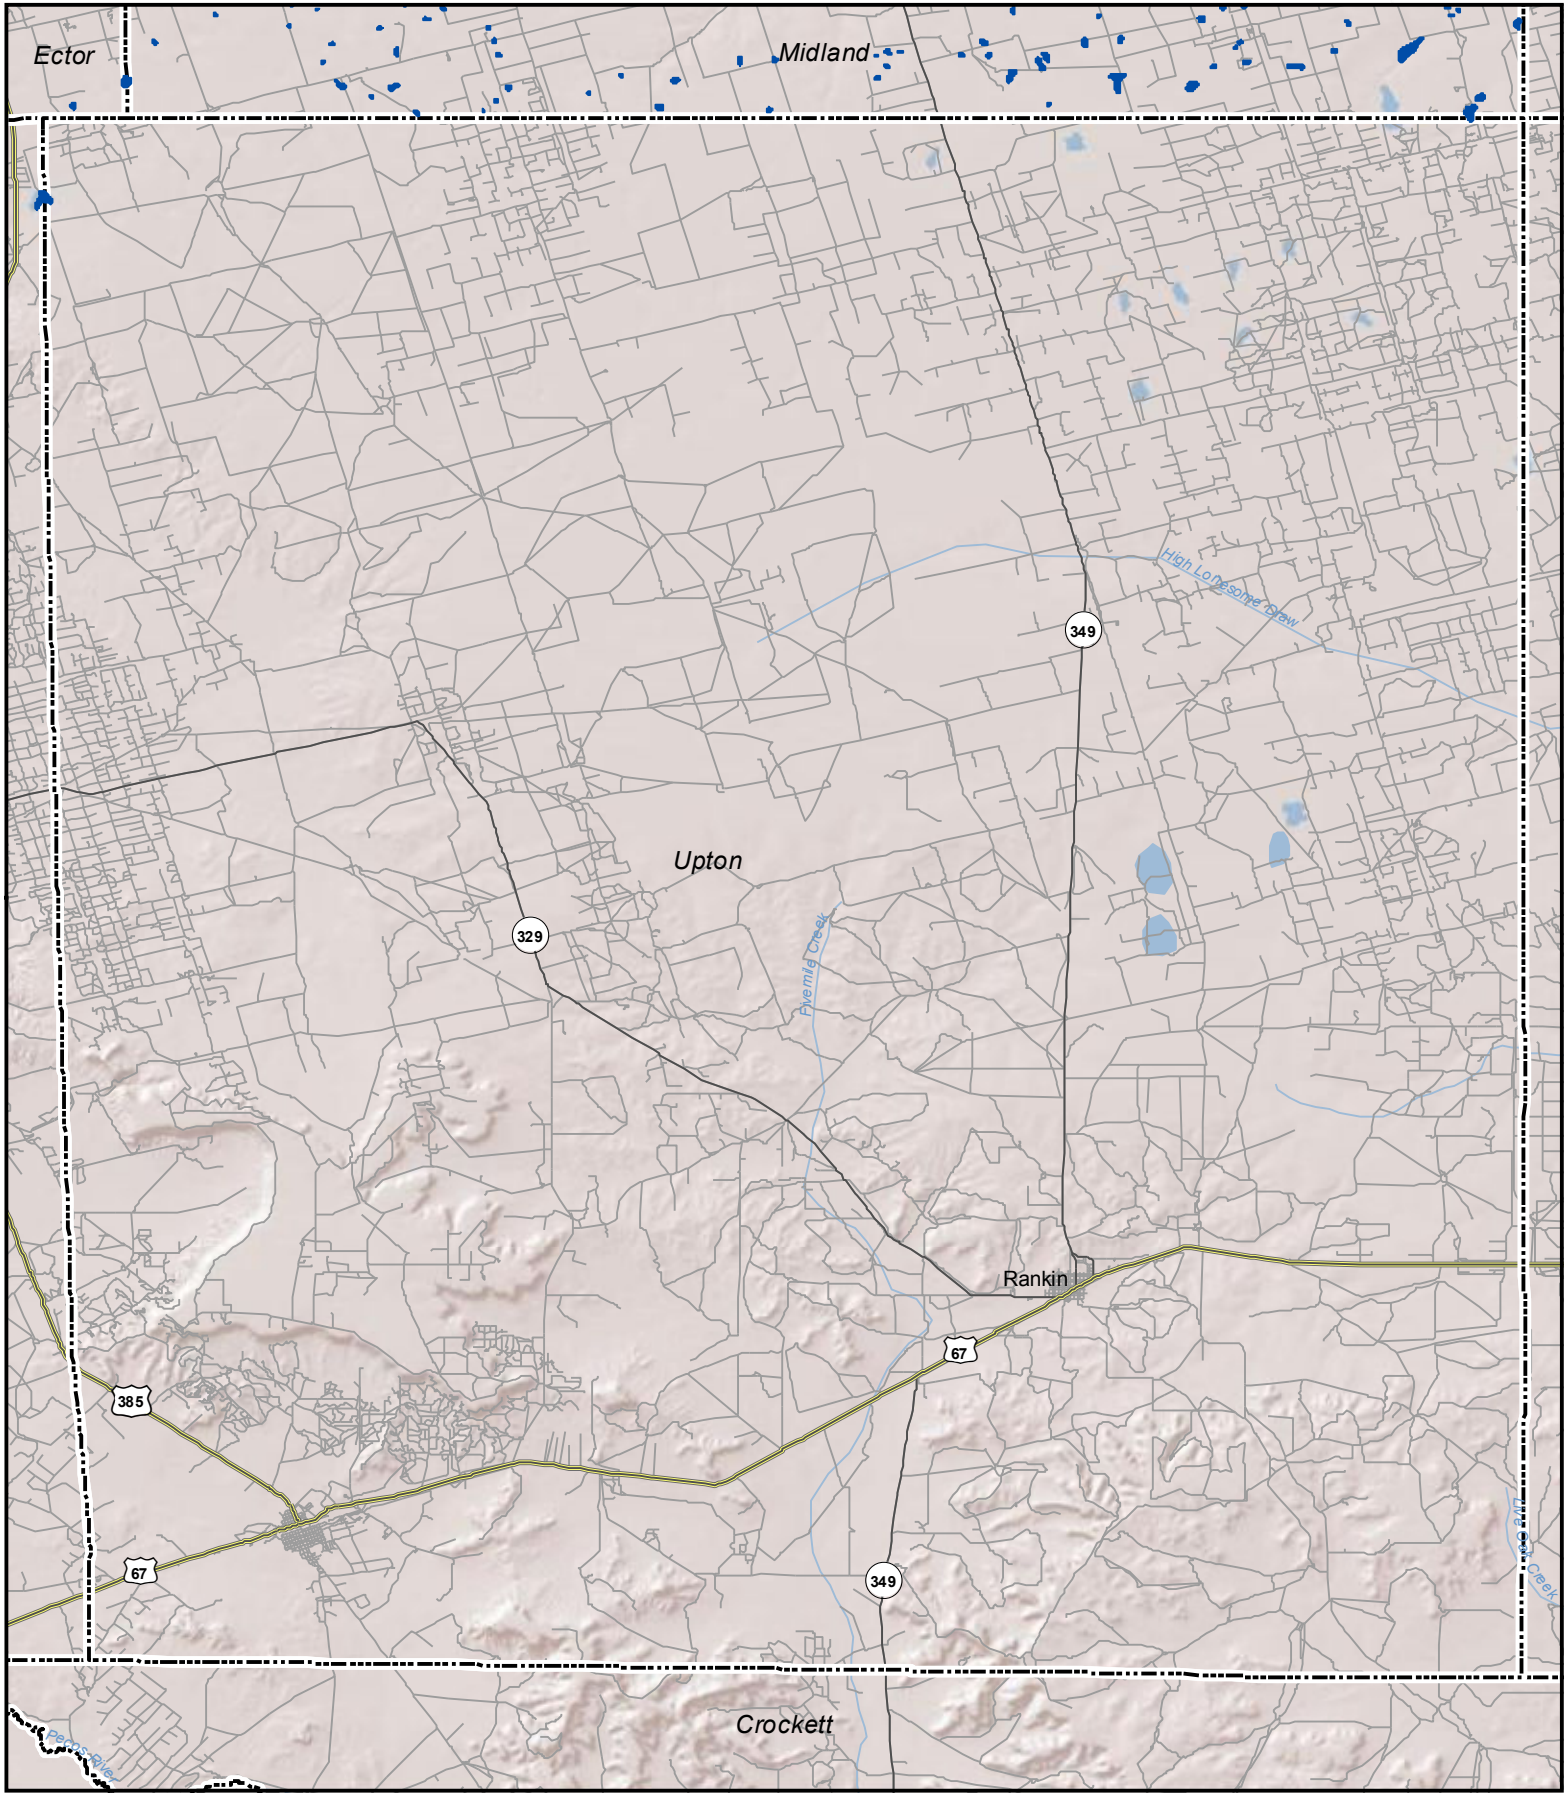 Ector
Midland
High Lonesome Draw
349
Upton
Fivemile Creek
329
Rankin
67
385
67
349
Live Oak Creek
Crockett
Pecos River